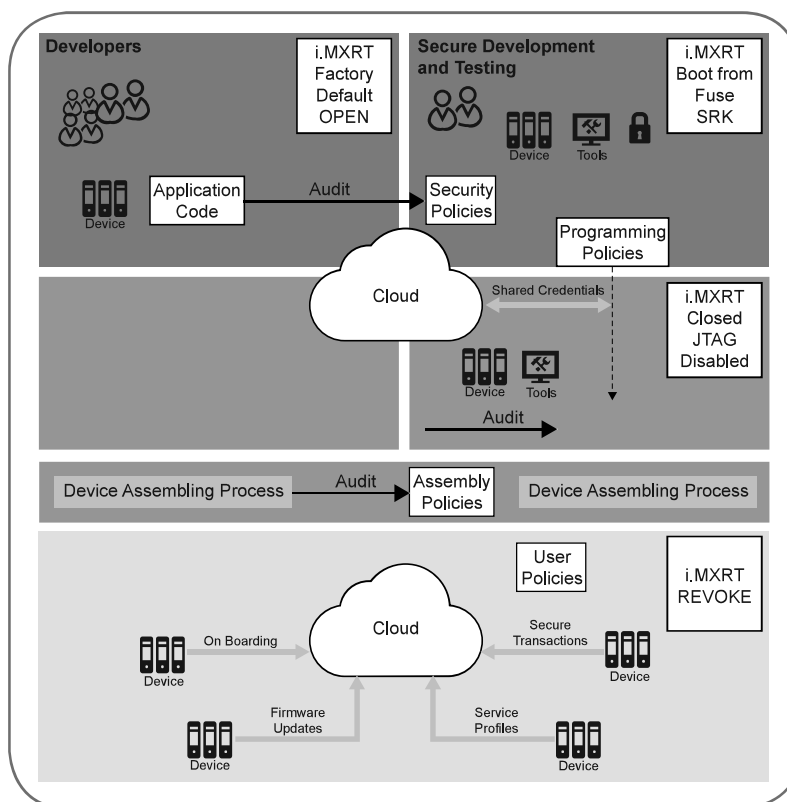 Developers
i.MXRT
Factory
Default
OPEN
Device
Application
Code
Audit
Secure Development
and Testing
i.MXRT
Boot from
Fuse
SRK
Device
Tools
Security
Policies
Programming
Policies
Cloud
Shared Credentials
i.MXRT
Closed
JTAG
Disabled
Device
Tools
Audit
Device Assembling Process
Audit
Assembly
Policies
Device Assembling Process
User
Policies
i.MXRT
REVOKE
Cloud
On Boarding
Device
Secure
Transactions
Device
Firmware
Updates
Device
Service
Profiles
Device